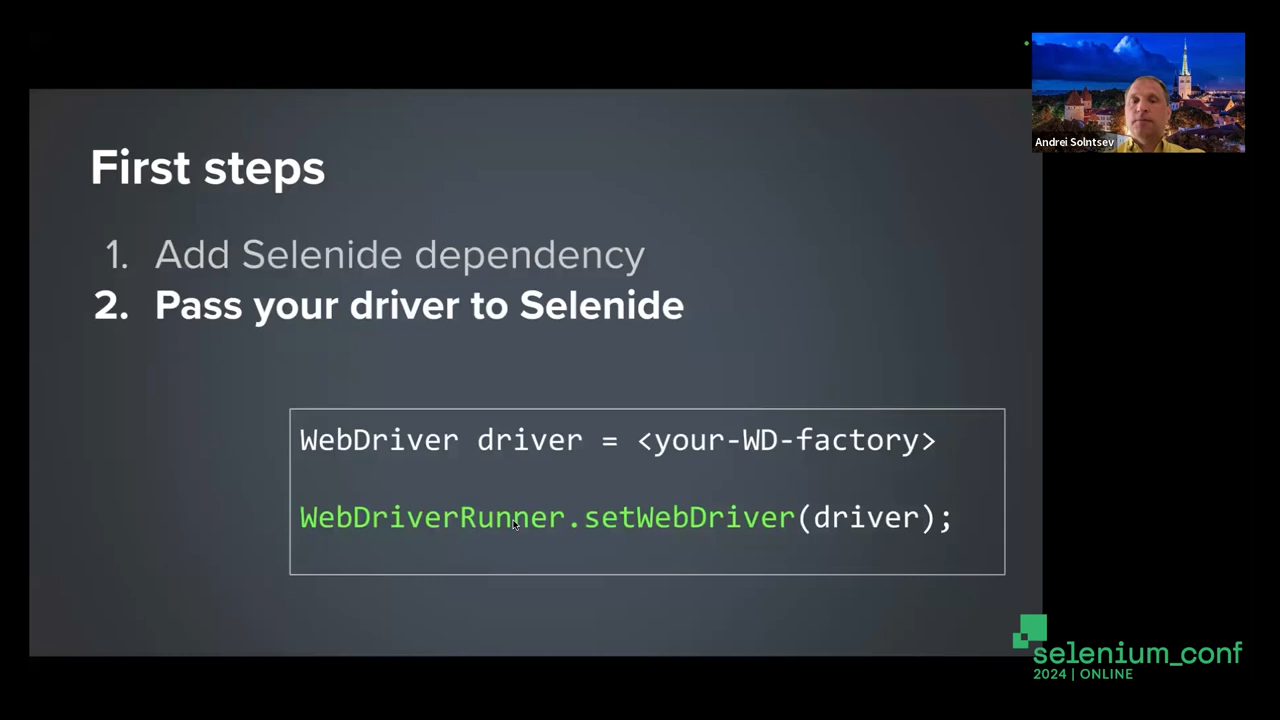 Andrei Solntsev
First steps
1. Add Selenide dependency
2. Pass your driver to Selenide
WebDriver driver = <your-WD-factory>
WebDriverRunner.setWebDriver(driver);
selenium_conf
2024 | ONLINE